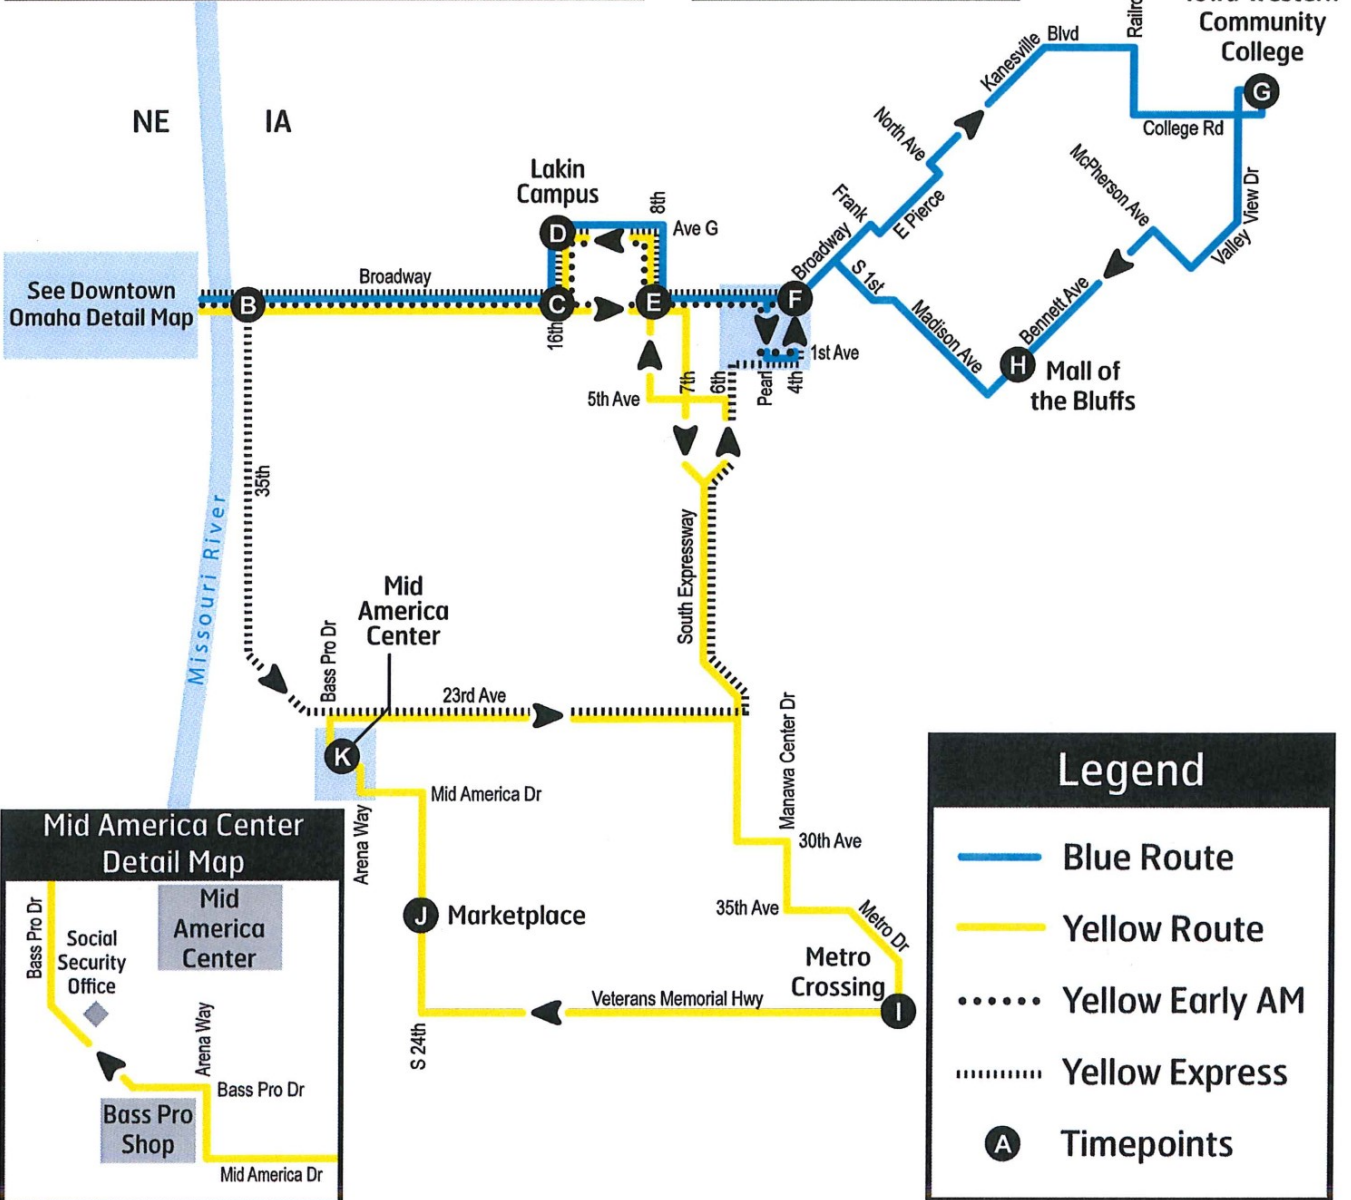 Community
College
Railro
Blvd
Kanesville
G
College Rd
NE
IA
North Ave
McPherson Ave
Lakin
Campus
8th
Frank
E Pierce
View Dr
Valley
D
Ave G
Broadway
S 1st
See Downtown
Omaha Detail Map
Broadway
B
C
E
F
16th
1st Ave
Madison Ave
Bennett Ave
H
Mall of
the Bluffs
5th Ave
7th
6th
Pearl
4th
35th
South Expressway
Missouri River
Mid
America
Center
Bass Pro Dr
23rd Ave
K
Manawa Center Dr
Mid America Dr
Arena Way
30th Ave
35th Ave
Metro Dr
J
Marketplace
Metro
Crossing
I
Veterans Memorial Hwy
S 24th
Mid America Center
Detail Map
Bass Pro Dr
Mid
America
Center
Social
Security
Office
Arena Way
Bass Pro Dr
Bass Pro
Shop
Mid America Dr
Legend
Blue Route
Yellow Route
Yellow Early AM
Yellow Express
A Timepoints